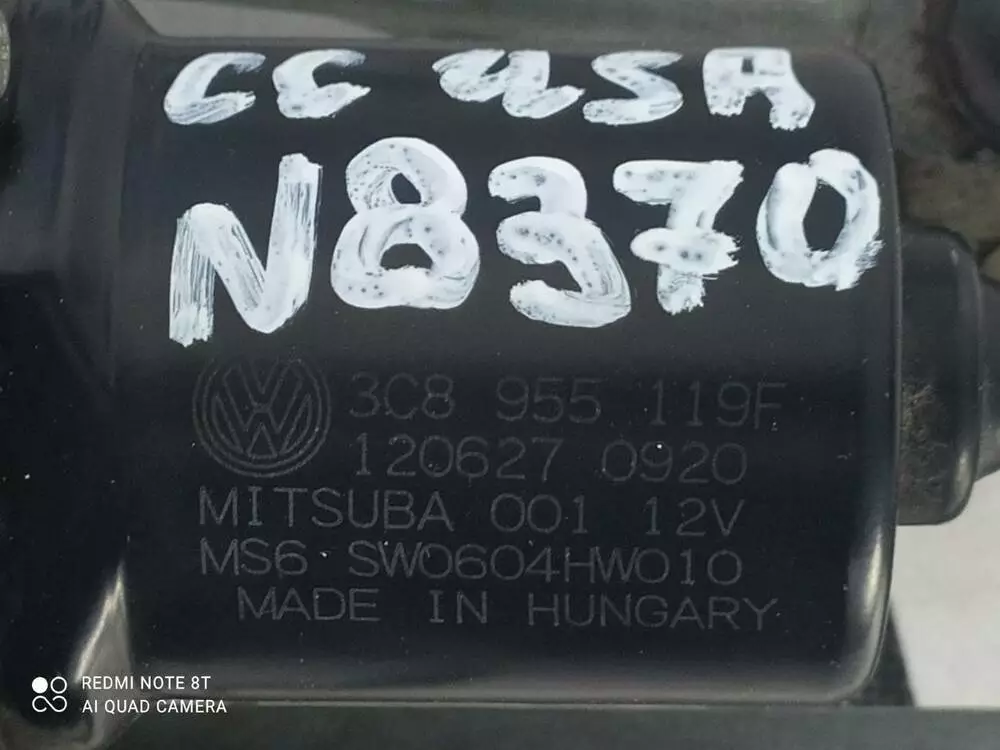 CC USA
N8370
3C8 955 119F
120627 0920
MITSUBA 001 12V
MS6 SW0604HW010
MADE IN HUNGARY
REDMI NOTE 8T
AI QUAD CAMERA